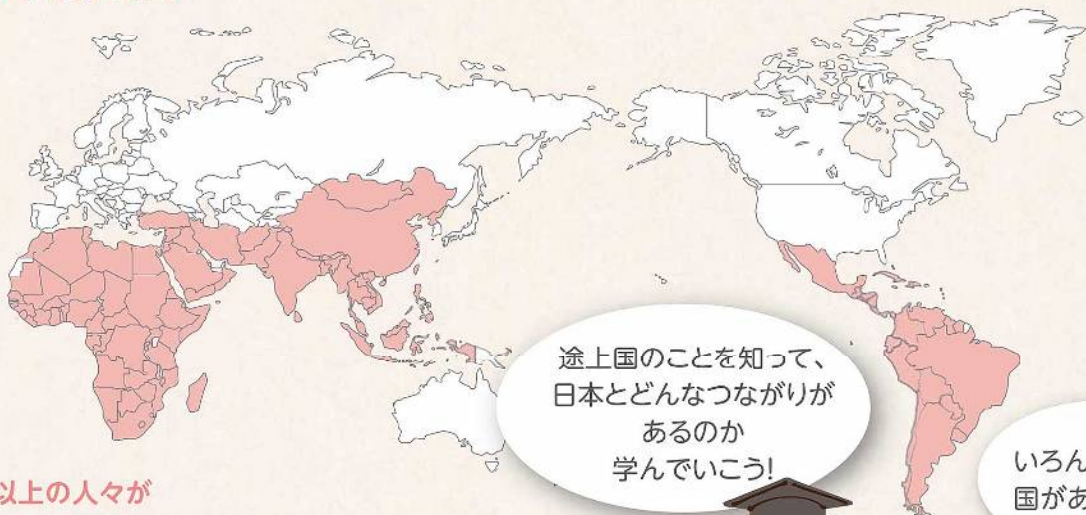 途上国のことを知って、
日本とどんなつながりが
あるのか
学んでいこう!
いろん
国があ
以上の人々が